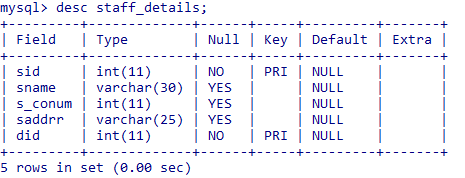 mysql> desc staff_details;
+---------+-------------+------+-----+---------+-------+
| Field   | Type        | Null | Key | Default | Extra |
+---------+-------------+------+-----+---------+-------+
| sid     | int(11)     | NO   | PRI | NULL    |       |
| sname   | varchar(30) | YES  |     | NULL    |       |
| s_conum | int(11)     | YES  |     | NULL    |       |
| saddrr  | varchar(25) | YES  |     | NULL    |       |
| did     | int(11)     | NO   | PRI | NULL    |       |
+---------+-------------+------+-----+---------+-------+
5 rows in set (0.00 sec)